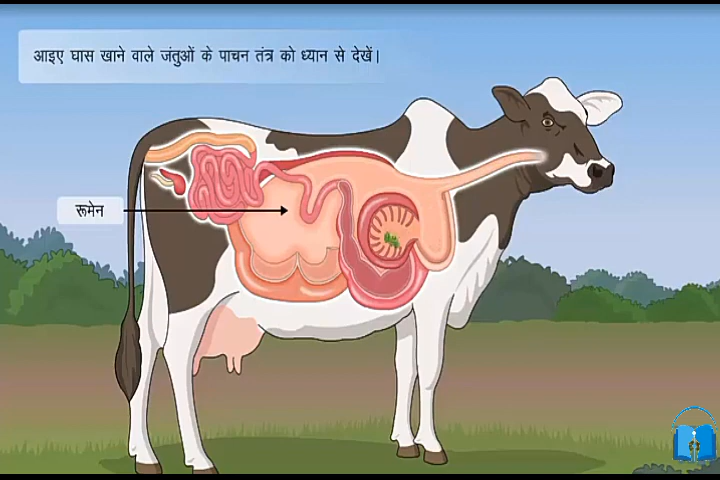 आइए घास खाने वाले जंतुओं के पाचन तंत्र को ध्यान से देखें।
रूमेन